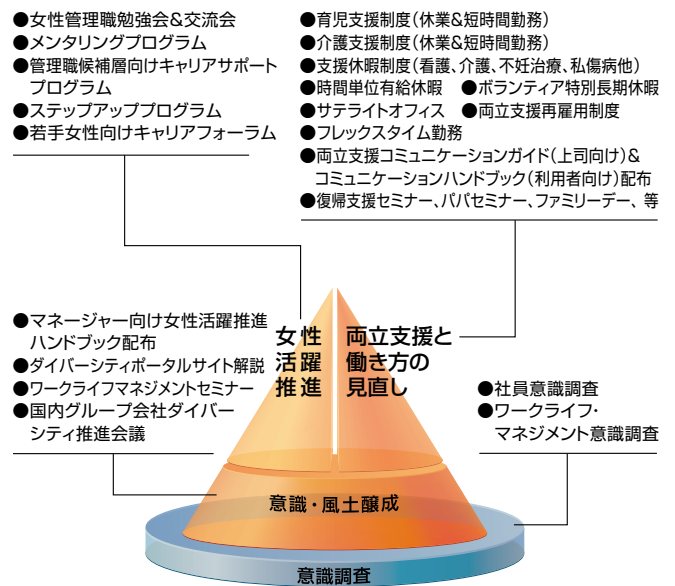 ●女性管理職勉強会&交流会
●メンタリングプログラム
●管理職候補層向けキャリアサポート
プログラム
●ステップアッププログラム
●若手女性向けキャリアフォーラム
●育児支援制度(休業&短時間勤務)
●介護支援制度(休業&短時間勤務)
●支援休暇制度(看護、介護、不妊治療、私傷病他)
●時間単位有給休暇 ●ボランティア特別長期休暇
●サテライトオフィス ●両立支援再雇用制度
●フレックスタイム勤務
●両立支援コミュニケーションガイド(上司向け)&
コミュニケーションハンドブック(利用者向け)配布
●復帰支援セミナー、パパセミナー、ファミリーデー、等
●マネージャー向け女性活躍推進
ハンドブック配布
●ダイバーシティポータルサイト解説
●ワークライフマネジメントセミナー
●国内グループ会社ダイバー
シティ推進会議
女性
活躍
推進
両立支援と
働き方の
見直し
●社員意識調査
●ワークライフ・
マネジメント意識調査
意識・風土醸成
意識調査